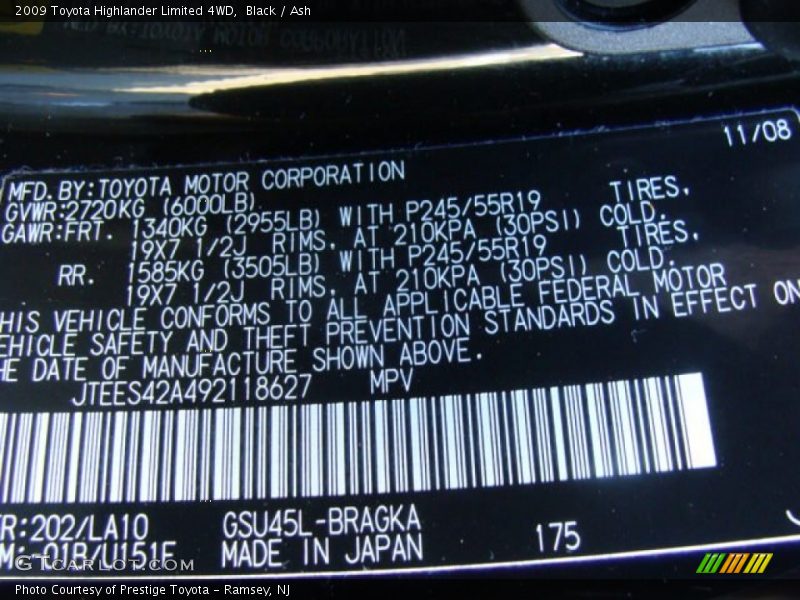 2009 Toyota Highlander Limited 4WD, Black / Ash
11/08
MFD.BY:TOYOTA MOTOR CORPORATION
GVWR:2720KG (6000LB)
GAWR:FRT. 1340KG (2955LB) WITH P245/55R19 TIRES,
19X7 1/2J RIMS, AT 210KPA (30PSI) COLD.
RR. 1585KG (3505LB) WITH P245/55R19 TIRES,
19X7 1/2J RIMS, AT 210KPA (30PSI) COLD.
HIS VEHICLE CONFORMS TO ALL APPLICABLE FEDERAL MOTOR
EHICLE SAFETY AND THEFT PREVENTION STANDARDS IN EFFECT ON
HE DATE OF MANUFACTURE SHOWN ABOVE.
JTEES42A492118627 MPV
R:202/LA10 GSU45L-BRAGKA 175
M:-01B/U151F MADE IN JAPAN
GTCARLOT.COM
Photo Courtesy of Prestige Toyota - Ramsey, NJ